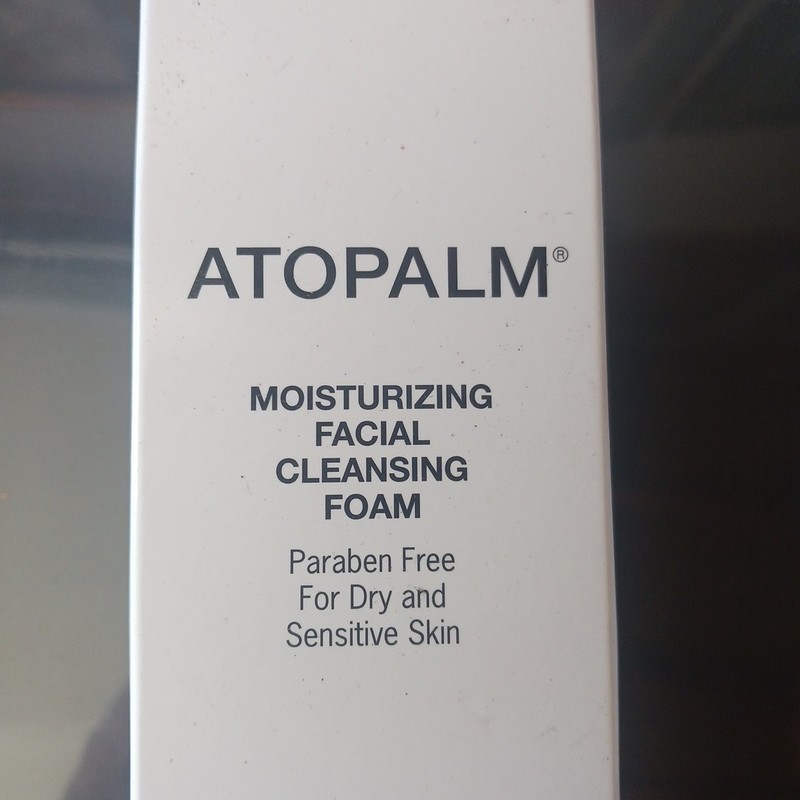 ATOPALM®
MOISTURIZING
FACIAL
CLEANSING
FOAM
Paraben Free
For Dry and
Sensitive Skin